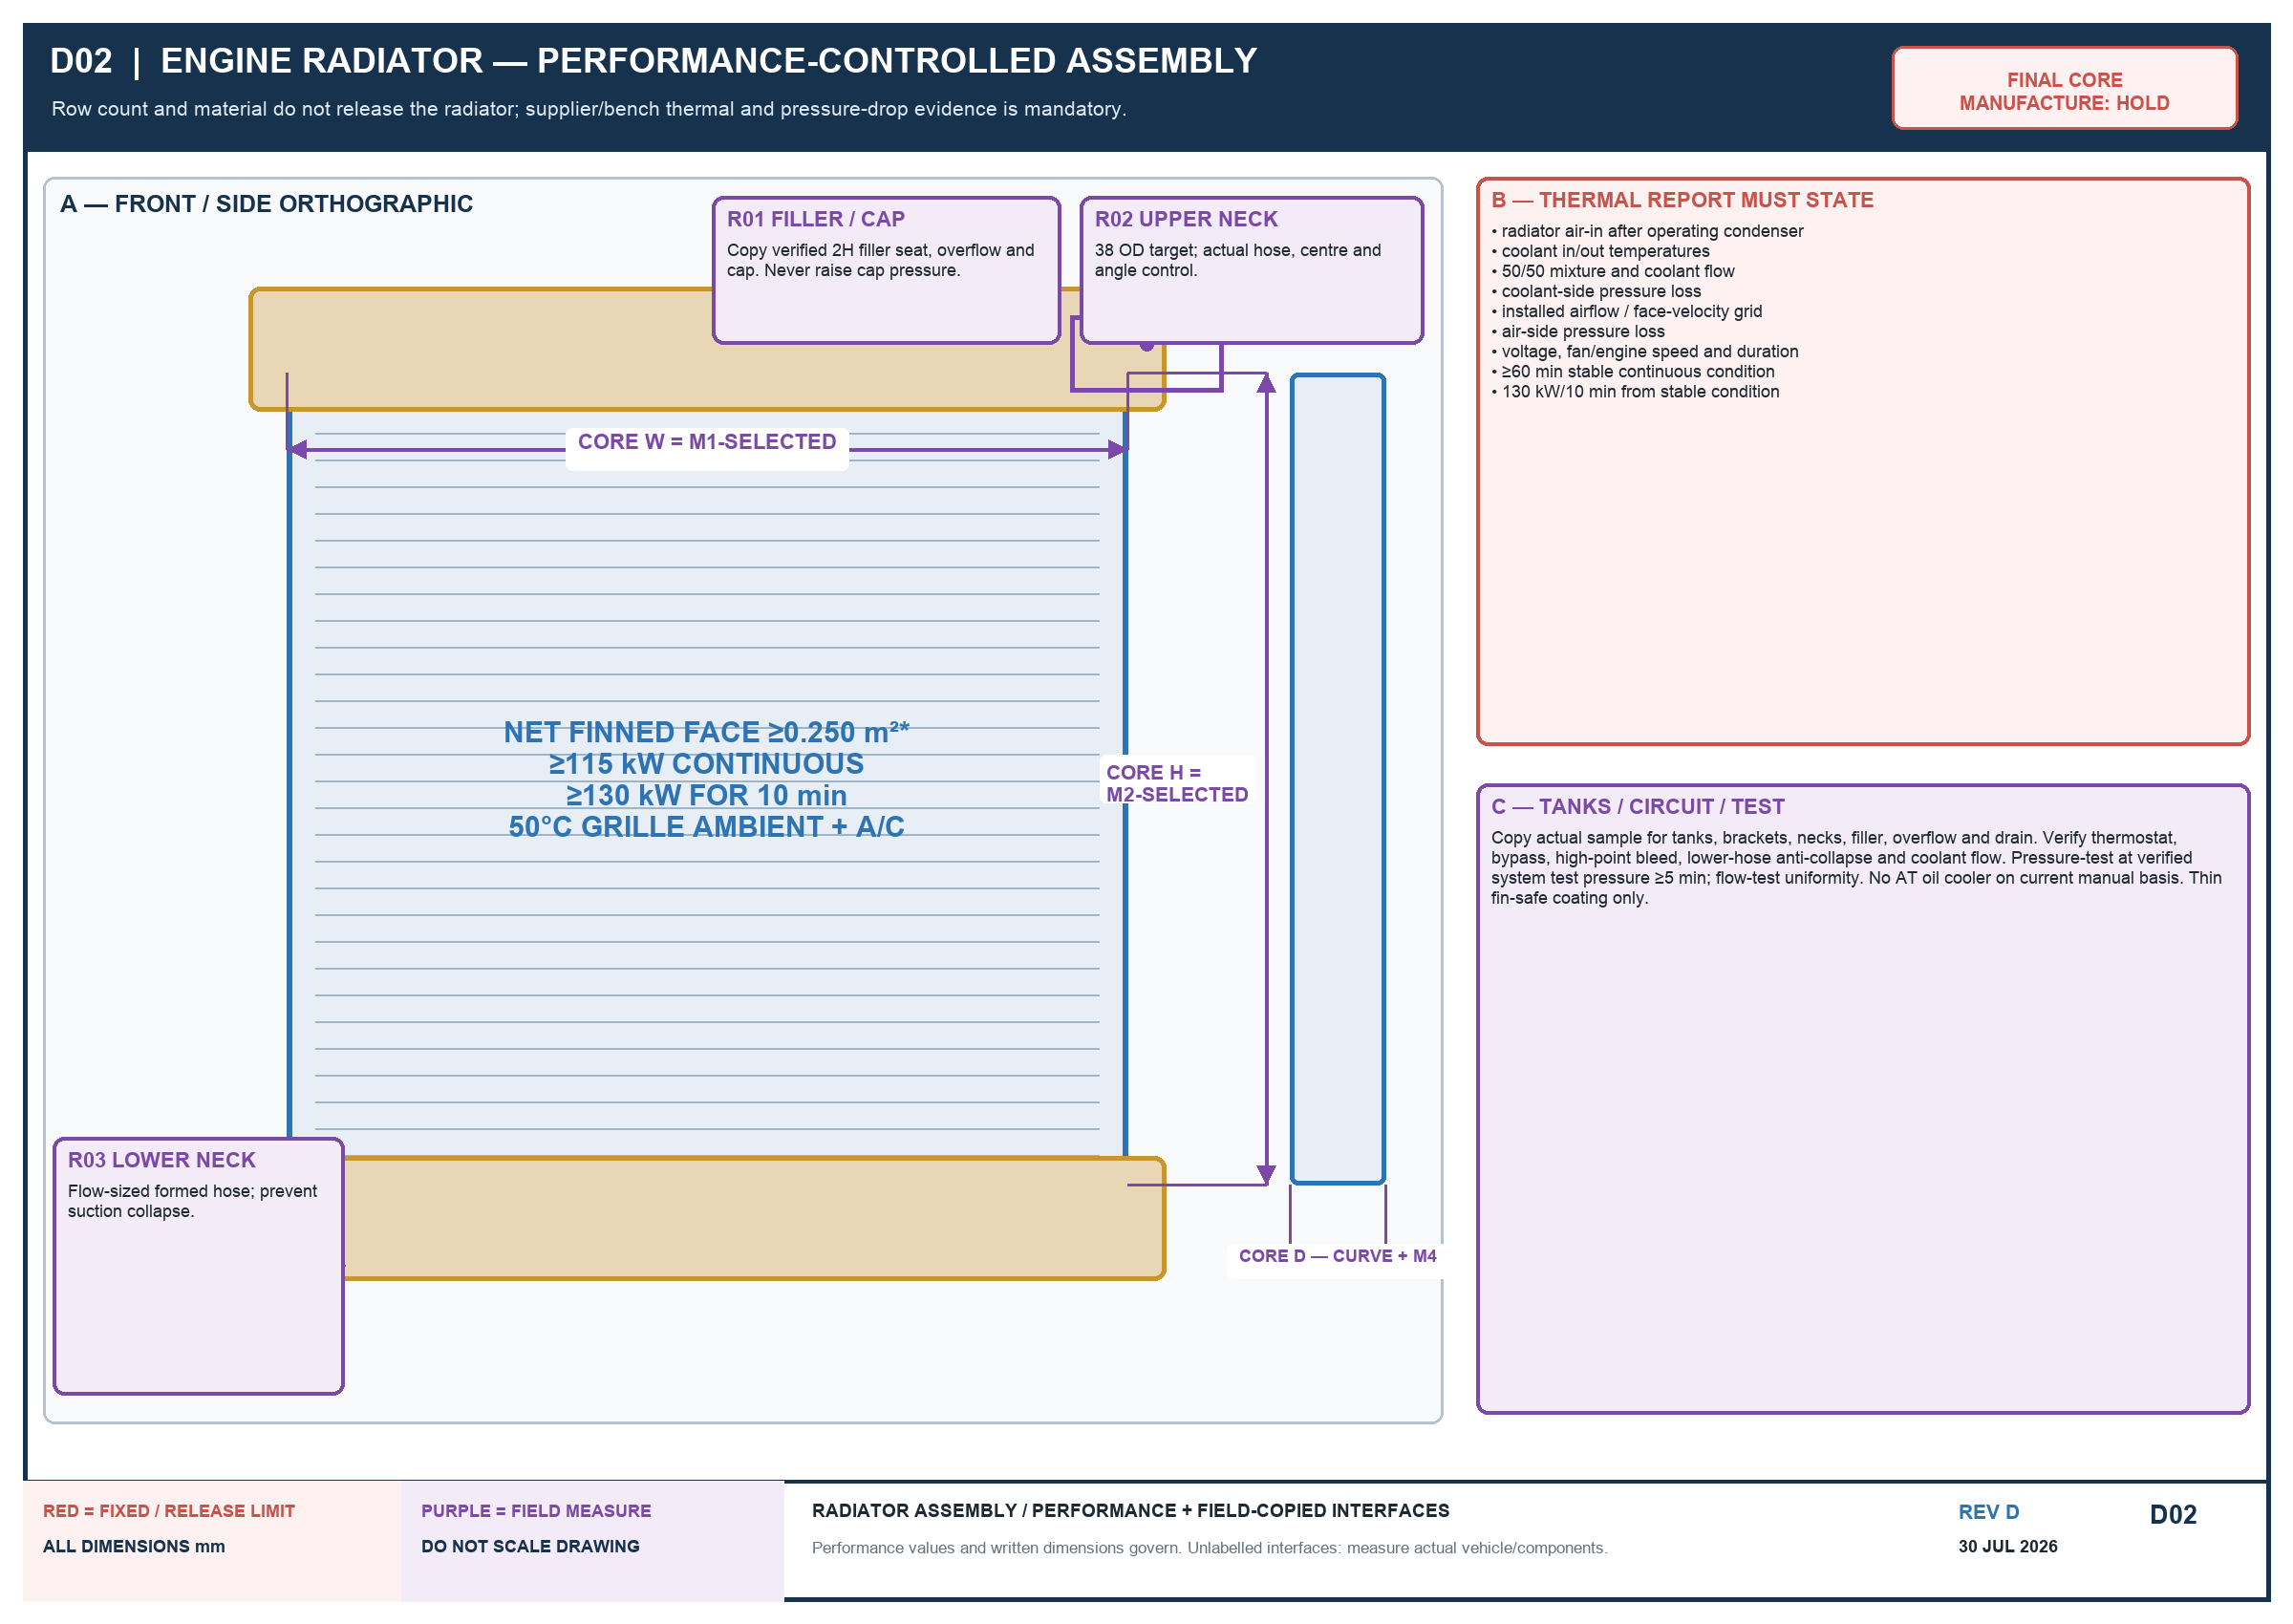 D02 | ENGINE RADIATOR — PERFORMANCE-CONTROLLED ASSEMBLY
Row count and material do not release the radiator; supplier/bench thermal and pressure-drop evidence is mandatory.
FINAL CORE
MANUFACTURE: HOLD
A — FRONT / SIDE ORTHOGRAPHIC
R01 FILLER / CAP
Copy verified 2H filler seat, overflow and
cap. Never raise cap pressure.
R02 UPPER NECK
38 OD target; actual hose, centre and
angle control.
CORE W = M1-SELECTED
NET FINNED FACE ≥0.250 m²*
≥115 kW CONTINUOUS
≥130 kW FOR 10 min
50°C GRILLE AMBIENT + A/C
CORE H =
M2-SELECTED
R03 LOWER NECK
Flow-sized formed hose; prevent
suction collapse.
CORE D — CURVE + M4
B — THERMAL REPORT MUST STATE
• radiator air-in after operating condenser
• coolant in/out temperatures
• 50/50 mixture and coolant flow
• coolant-side pressure loss
• installed airflow / face-velocity grid
• air-side pressure loss
• voltage, fan/engine speed and duration
• ≥60 min stable continuous condition
• 130 kW/10 min from stable condition
C — TANKS / CIRCUIT / TEST
Copy actual sample for tanks, brackets, necks, filler, overflow and drain. Verify thermostat,
bypass, high-point bleed, lower-hose anti-collapse and coolant flow. Pressure-test at verified
system test pressure ≥5 min; flow-test uniformity. No AT oil cooler on current manual basis. Thin
fin-safe coating only.
RED = FIXED / RELEASE LIMIT
ALL DIMENSIONS mm
PURPLE = FIELD MEASURE
DO NOT SCALE DRAWING
RADIATOR ASSEMBLY / PERFORMANCE + FIELD-COPIED INTERFACES
Performance values and written dimensions govern. Unlabelled interfaces: measure actual vehicle/components.
REV D
30 JUL 2026
D02